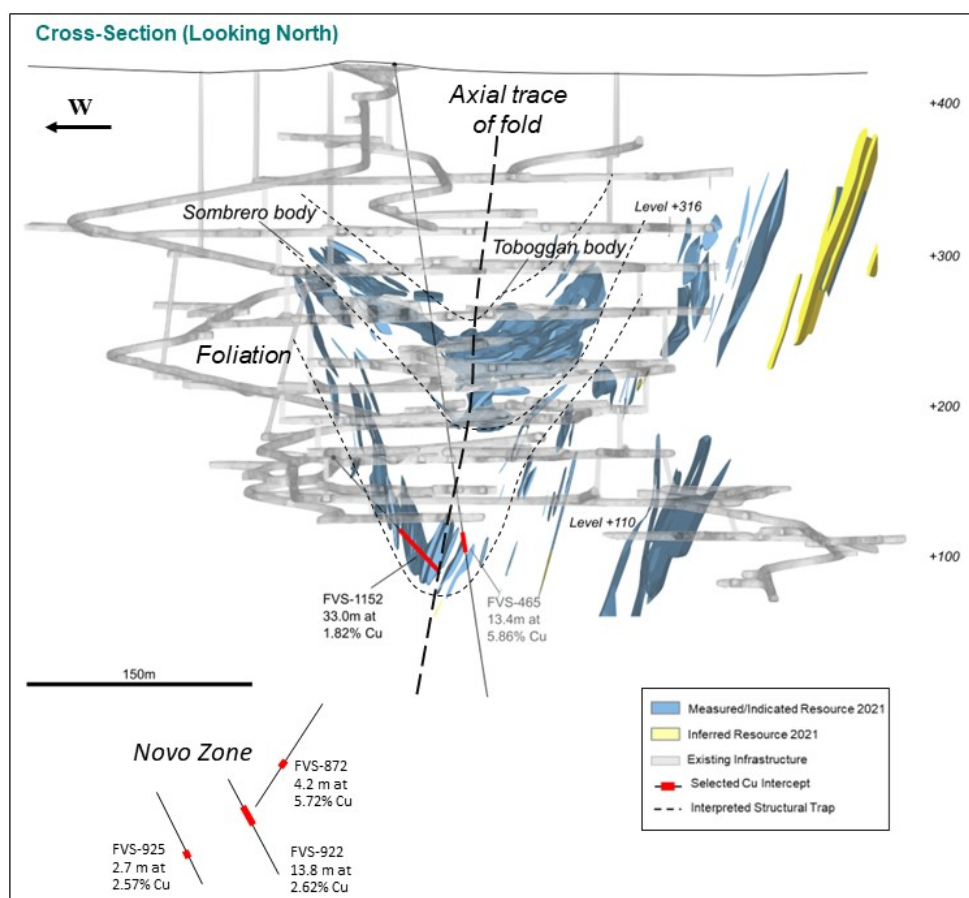 Cross-Section (Looking North)
W
Axial trace
of fold
+400
Sombrero body
Level +316
Toboggan body
+300
Foliation
+200
Level +110
+100
FVS-1152
33.0m at
1.82% Cu
FVS-465
13.4m at
5.86% Cu
150m
Novo Zone
FVS-872
4.2 m at
5.72% Cu
FVS-925
2.7 m at
2.57% Cu
FVS-922
13.8 m at
2.62% Cu
Measured/Indicated Resource 2021
Inferred Resource 2021
Existing Infrastructure
Selected Cu Intercept
Interpreted Structural Trap